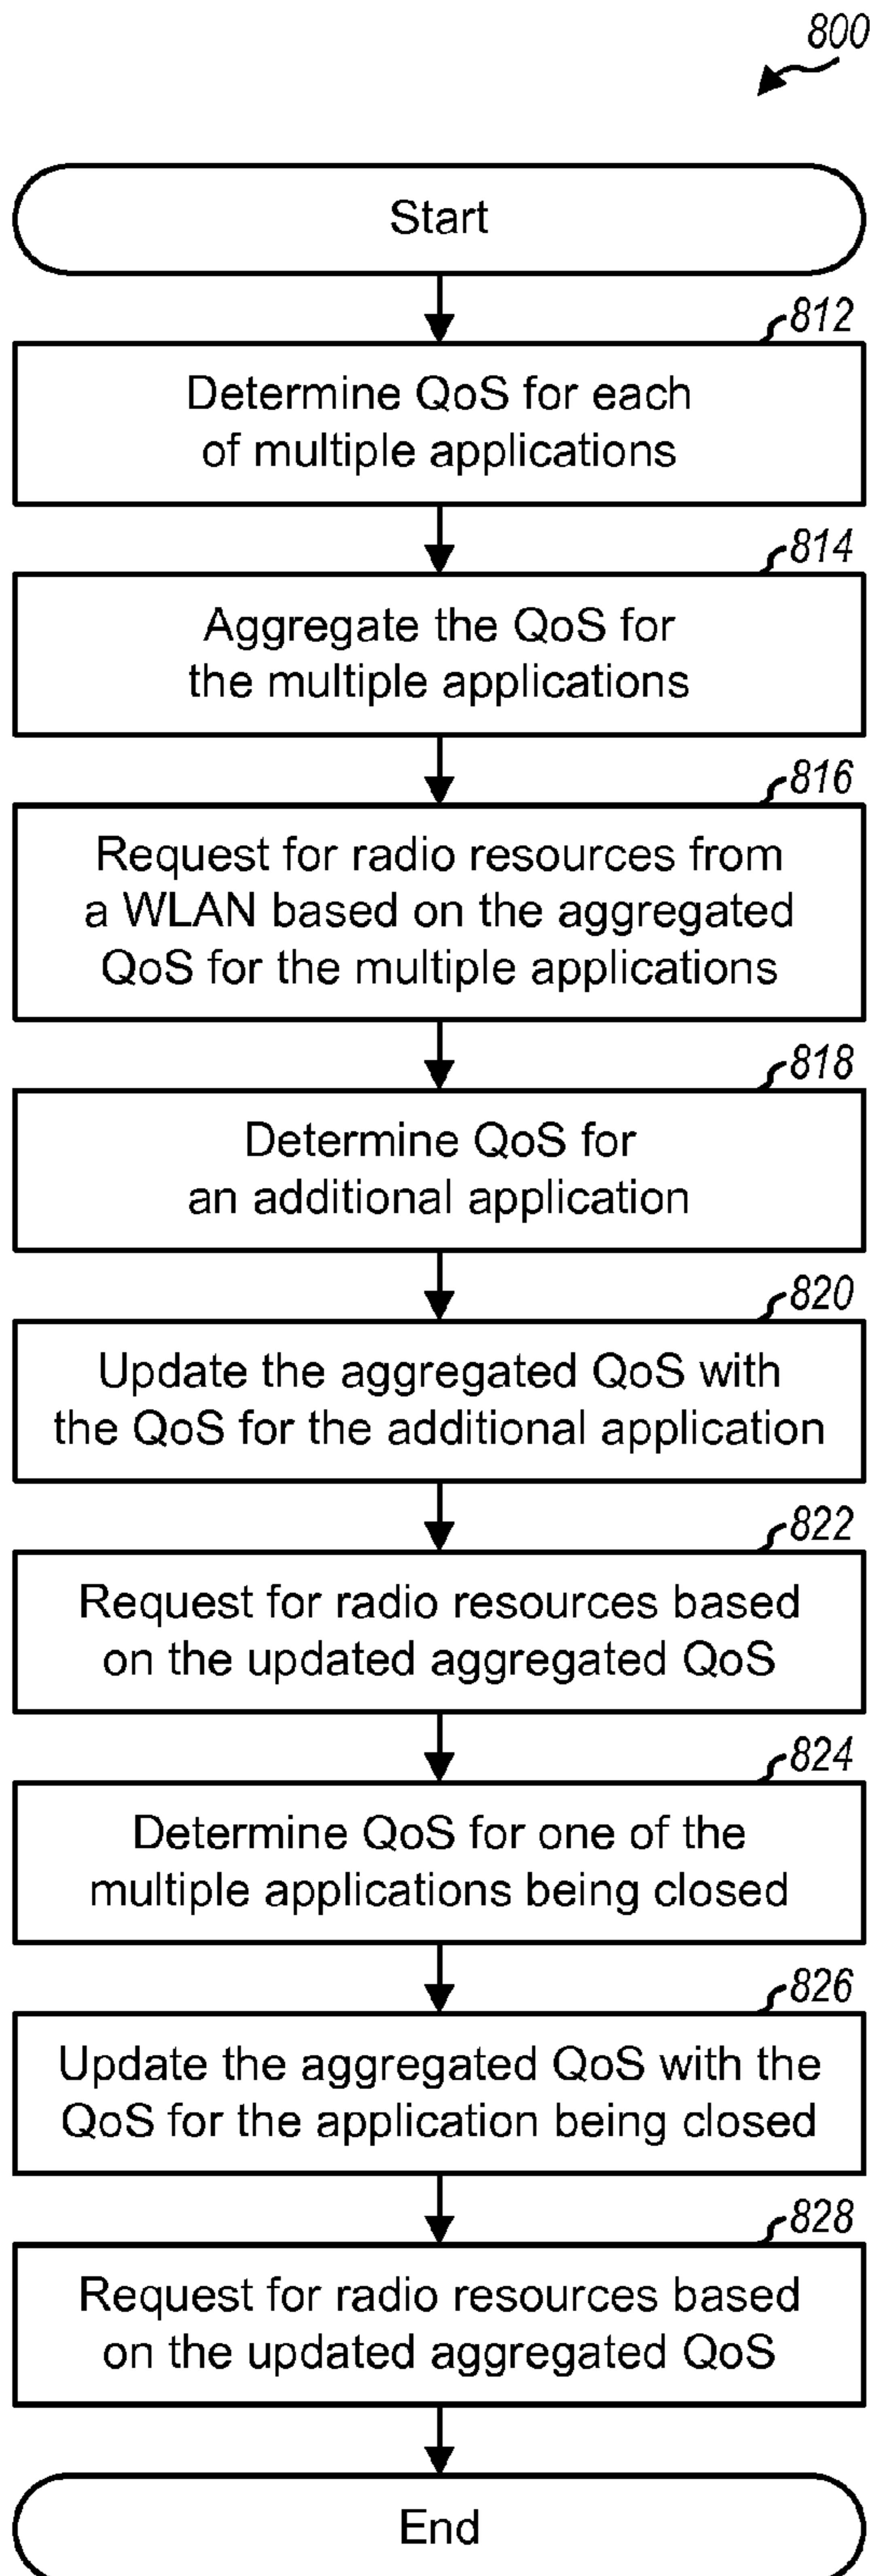 800
Start
812
Determine QoS for each
of multiple applications
814
Aggregate the QoS for
the multiple applications
816
Request for radio resources from
a WLAN based on the aggregated
QoS for the multiple applications
818
Determine QoS for
an additional application
820
Update the aggregated QoS with
the QoS for the additional application
822
Request for radio resources based
on the updated aggregated QoS
824
Determine QoS for one of the
multiple applications being closed
826
Update the aggregated QoS with the
QoS for the application being closed
828
Request for radio resources based
on the updated aggregated QoS
End